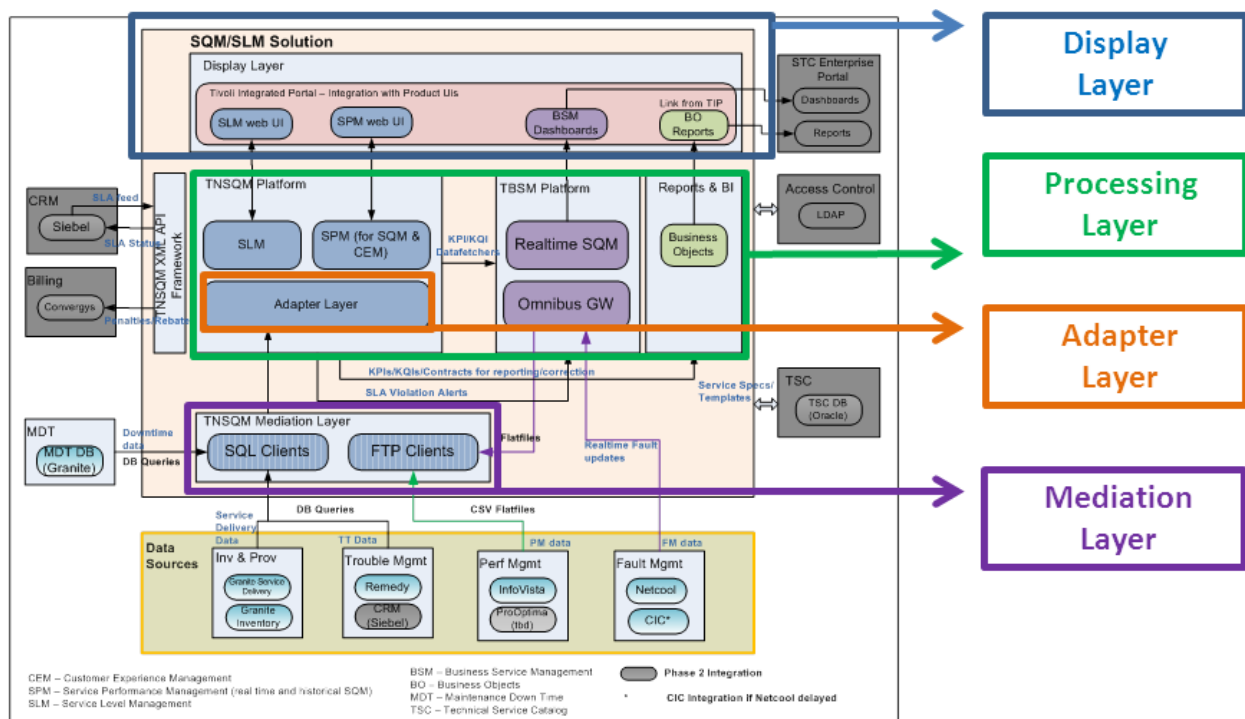 SQM/SLM Solution
Display Layer
Tivoli Integrated Portal – Integration with Product UIs
SLM web UI
SPM web UI
BSM
Dashboards
Link from TIP
BO
Reports
STC Enterprise
Portal
Dashboards
Reports
Display
Layer
CRM
SLA feed
Siebel
SLA Status
Billing
Convergys
Penalties/Rebate
TNSQM XML API
Framework
TNSQM Platform
SLM
SPM (for SQM &
CEM)
Adapter Layer
KPI/KQI
Datafetchers
TBSM Platform
Realtime SQM
Omnibus GW
Reports & BI
Business
Objects
Access Control
LDAP
Processing
Layer
Adapter
Layer
KPIs/KQIs/Contracts for reporting/correction
SLA Violation Alerts
Service Specs/
Templates
TSC
TSC DB
(Oracle)
MDT
MDT DB
(Granite)
Downtime
data
DB Queries
TNSQM Mediation Layer
SQL Clients
FTP Clients
Flatfiles
Realtime Fault
updates
Mediation
Layer
Service
Delivery
Data
DB Queries
TT Data
CSV Flatfiles
PM data
FM data
Data
Sources
Inv & Prov
Granite Service
Delivery
Granite
Inventory
Trouble Mgmt
Remedy
CRM
(Siebel)
Perf Mgmt
InfoVista
ProOptima
(tbd)
Fault Mgmt
Netcool
CIC*
CEM – Customer Experience Management
SPM – Service Performance Management (real time and historical SQM)
SLM – Service Level Management
BSM – Business Service Management
BO – Business Objects
MDT – Maintenance Down Time
TSC – Technical Service Catalog
Phase 2 Integration
* CIC Integration if Netcool delayed